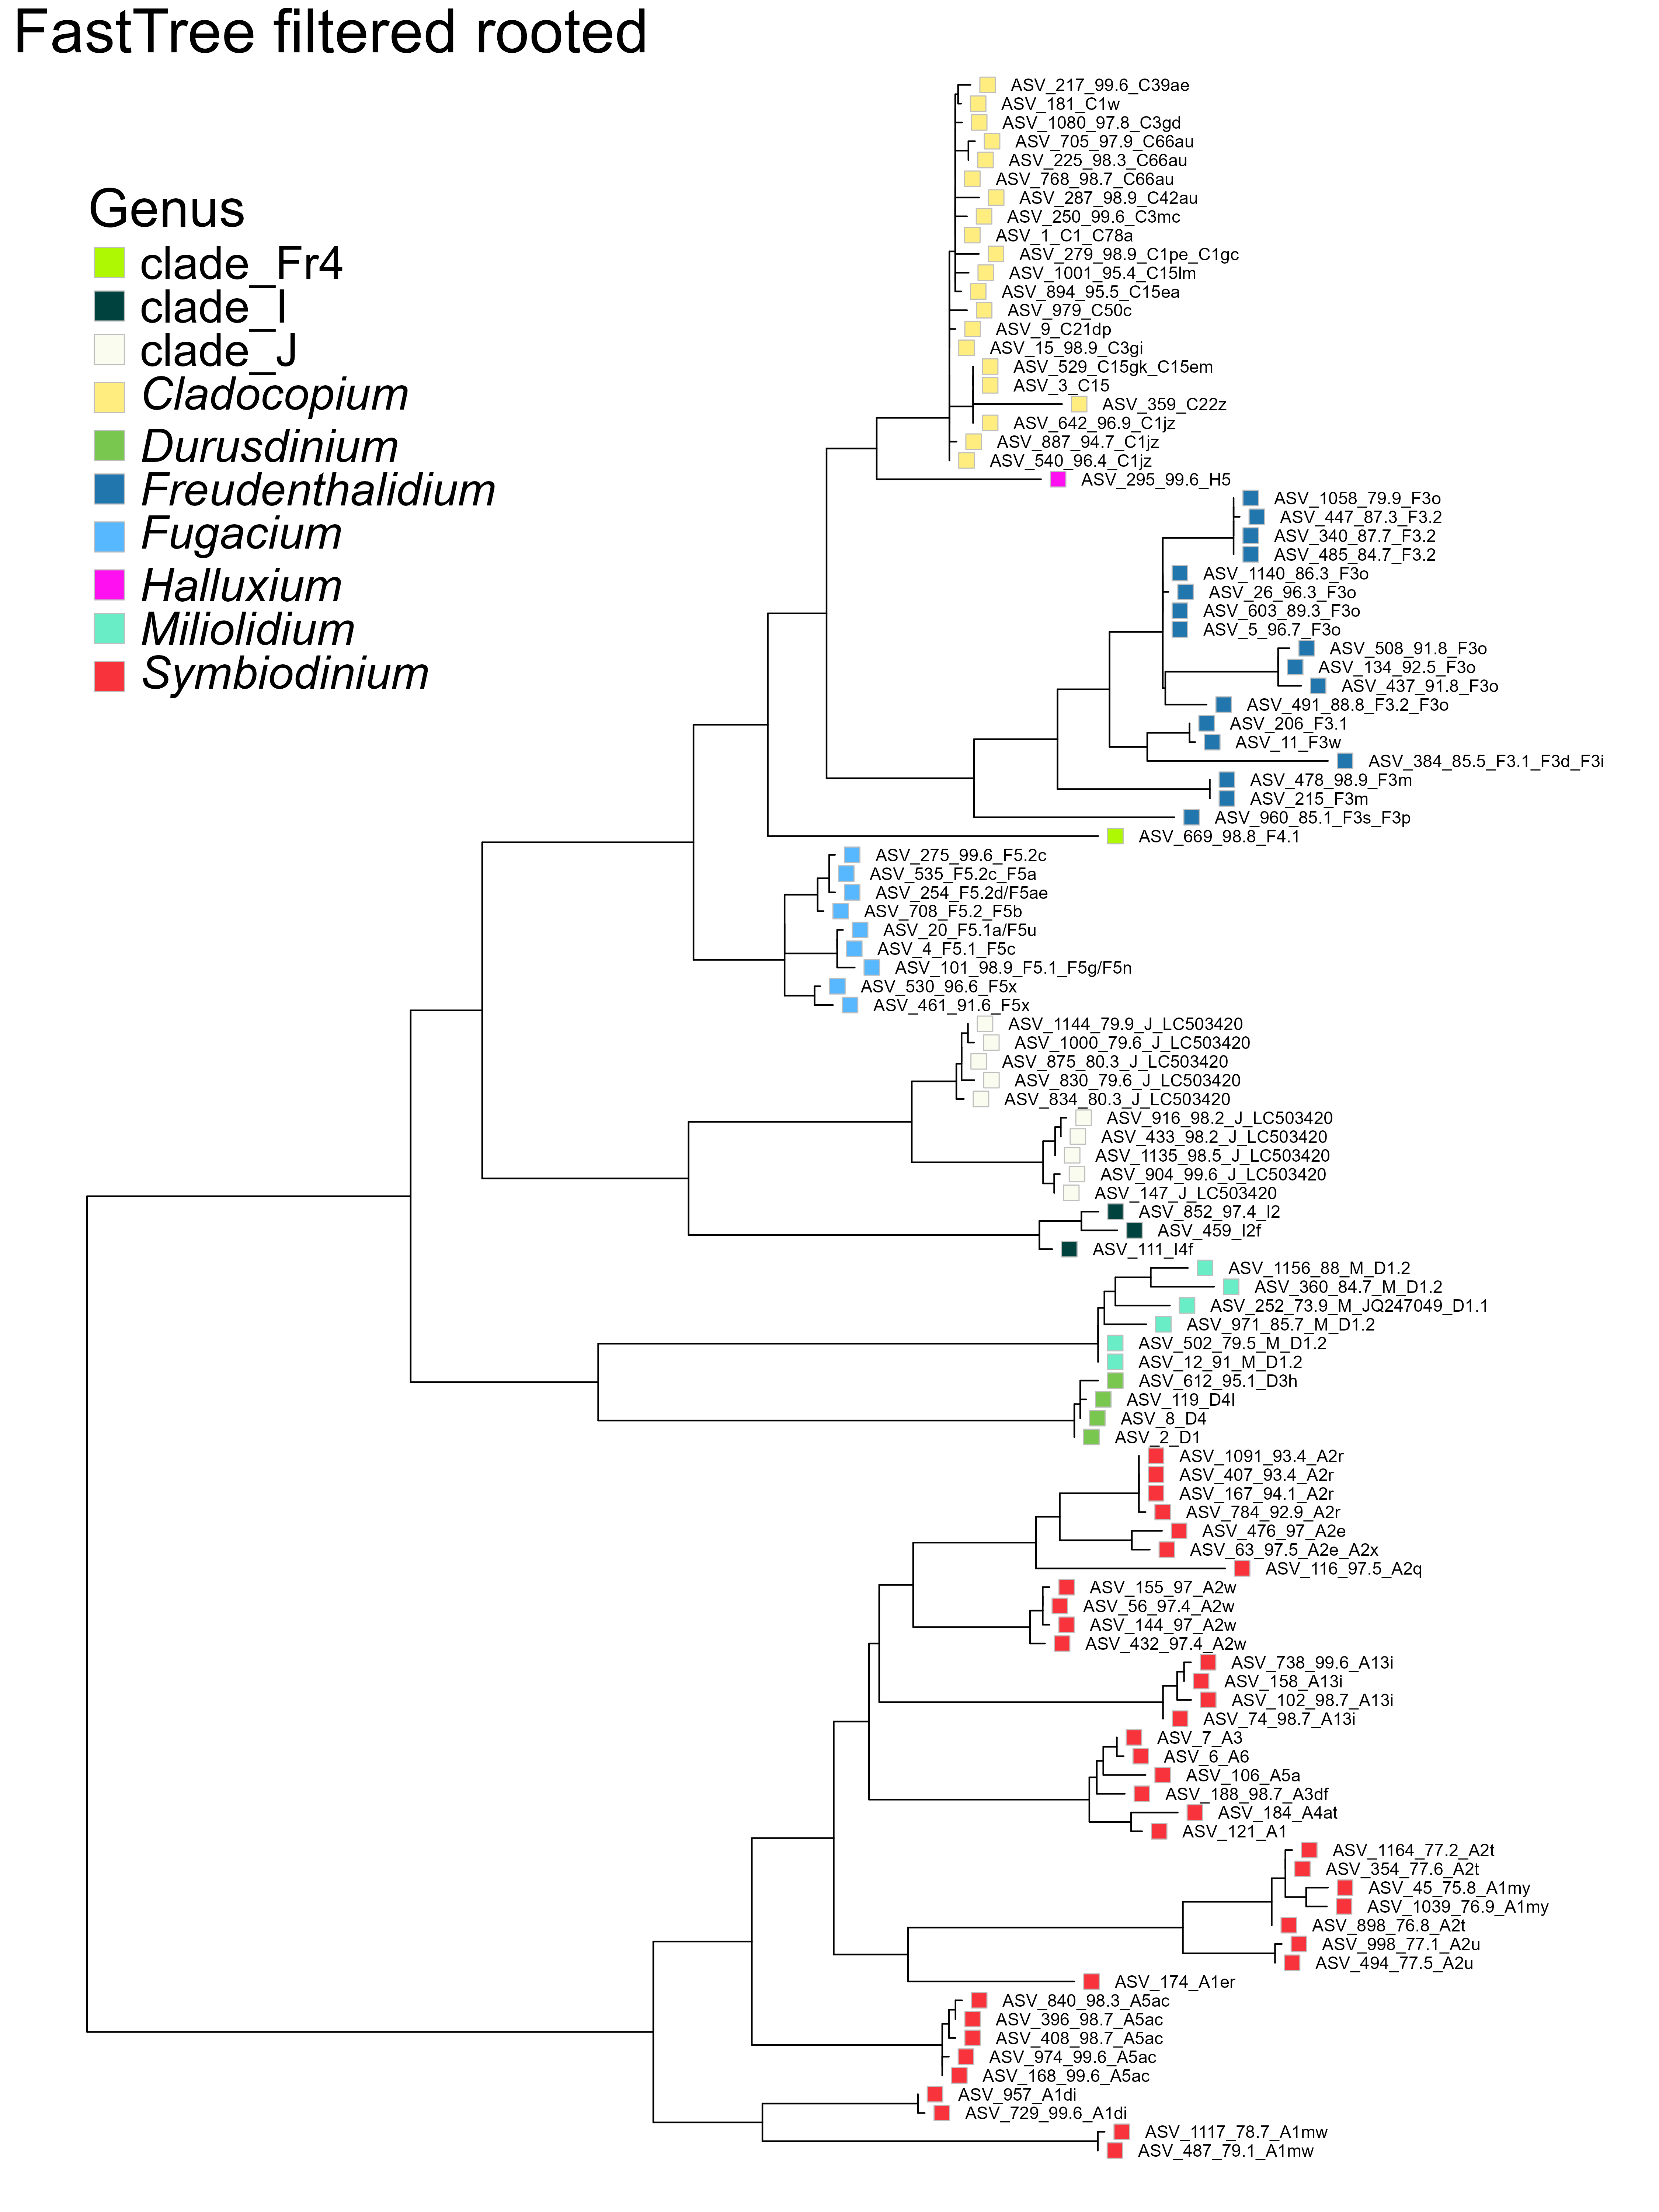 FastTree filtered rooted
Genus
clade_Fr4
clade_I
clade_J
Cladocopium
Durusdinium
Freudenthalidium
Fugacium
Halluxium
Miliolidium
Symbiodinium
ASV_217_99.6_C39ae
ASV_181_C1w
ASV_1080_97.8_C3gd
ASV_705_97.9_C66au
ASV_225_98.3_C66au
ASV_768_98.7_C66au
ASV_287_98.9_C42au
ASV_250_99.6_C3mc
ASV_1_C1_C78a
ASV_279_98.9_C1pe_C1gc
ASV_1001_95.4_C15lm
ASV_894_95.5_C15ea
ASV_979_C50c
ASV_9_C21dp
ASV_15_98.9_C3gi
ASV_529_C15gk_C15em
ASV_3_C15
ASV_359_C22z
ASV_642_96.9_C1jz
ASV_887_94.7_C1jz
ASV_540_96.4_C1jz
ASV_295_99.6_H5
ASV_1058_79.9_F3o
ASV_447_87.3_F3.2
ASV_340_87.7_F3.2
ASV_485_84.7_F3.2
ASV_1140_86.3_F3o
ASV_26_96.3_F3o
ASV_603_89.3_F3o
ASV_5_96.7_F3o
ASV_508_91.8_F3o
ASV_134_92.5_F3o
ASV_437_91.8_F3o
ASV_491_88.8_F3.2_F3o
ASV_206_F3.1
ASV_11_F3w
ASV_384_85.5_F3.1_F3d_F3i
ASV_478_98.9_F3m
ASV_215_F3m
ASV_960_85.1_F3s_F3p
ASV_669_98.8_F4.1
ASV_275_99.6_F5.2c
ASV_535_F5.2c_F5a
ASV_254_F5.2d/F5ae
ASV_708_F5.2_F5b
ASV_20_F5.1a/F5u
ASV_4_F5.1_F5c
ASV_101_98.9_F5.1_F5g/F5n
ASV_530_96.6_F5x
ASV_461_91.6_F5x
ASV_1144_79.9_J_LC503420
ASV_1000_79.6_J_LC503420
ASV_875_80.3_J_LC503420
ASV_830_79.6_J_LC503420
ASV_834_80.3_J_LC503420
ASV_916_98.2_J_LC503420
ASV_433_98.2_J_LC503420
ASV_1135_98.5_J_LC503420
ASV_904_99.6_J_LC503420
ASV_147_J_LC503420
ASV_852_97.4_I2
ASV_459_I2f
ASV_111_I4f
ASV_1156_88_M_D1.2
ASV_360_84.7_M_D1.2
ASV_252_73.9_M_JQ247049_D1.1
ASV_971_85.7_M_D1.2
ASV_502_79.5_M_D1.2
ASV_12_91_M_D1.2
ASV_612_95.1_D3h
ASV_119_D4l
ASV_8_D4
ASV_2_D1
ASV_1091_93.4_A2r
ASV_407_93.4_A2r
ASV_167_94.1_A2r
ASV_784_92.9_A2r
ASV_476_97_A2e
ASV_63_97.5_A2e_A2x
ASV_116_97.5_A2q
ASV_155_97_A2w
ASV_56_97.4_A2w
ASV_144_97_A2w
ASV_432_97.4_A2w
ASV_738_99.6_A13i
ASV_158_A13i
ASV_102_98.7_A13i
ASV_74_98.7_A13i
ASV_7_A3
ASV_6_A6
ASV_106_A5a
ASV_188_98.7_A3df
ASV_184_A4at
ASV_121_A1
ASV_1164_77.2_A2t
ASV_354_77.6_A2t
ASV_45_75.8_A1my
ASV_1039_76.9_A1my
ASV_898_76.8_A2t
ASV_998_77.1_A2u
ASV_494_77.5_A2u
ASV_174_A1er
ASV_840_98.3_A5ac
ASV_396_98.7_A5ac
ASV_408_98.7_A5ac
ASV_974_99.6_A5ac
ASV_168_99.6_A5ac
ASV_957_A1di
ASV_729_99.6_A1di
ASV_1117_78.7_A1mw
ASV_487_79.1_A1mw